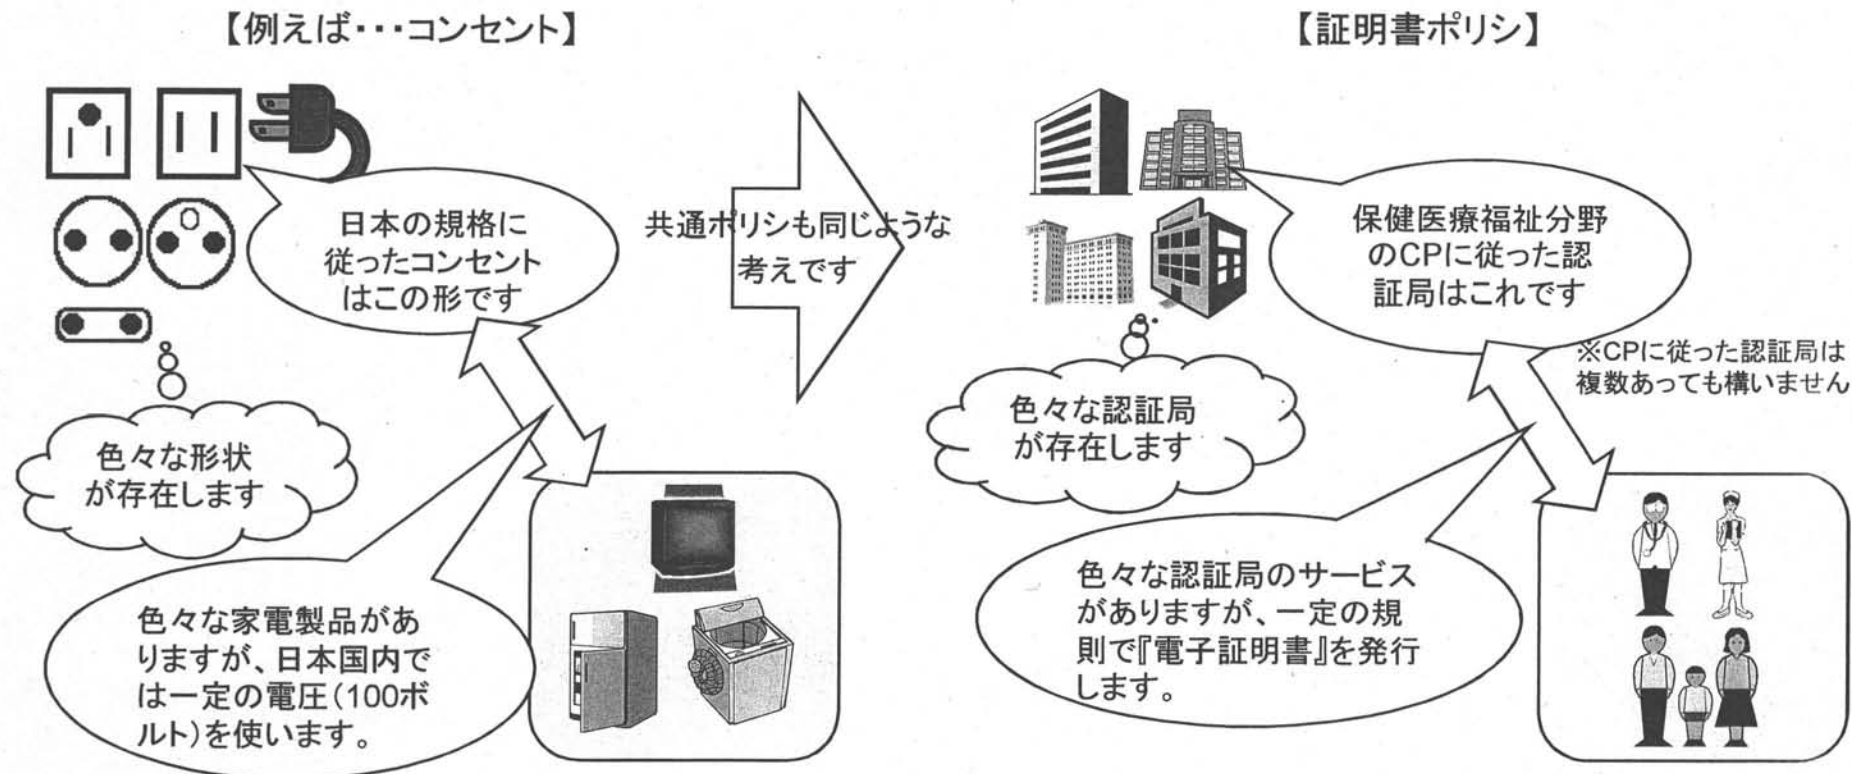 【例えば・・・コンセント】
日本の規格に
従ったコンセント
はこの形です
色々な形状
が存在します
色々な家電製品があ
りますが、日本国内で
は一定の電圧(100ボ
ルト)を使います。
共通ポリシも同じような
考えです
【証明書ポリシ】
保健医療福祉分野
のCPに従った認
証局はこれです
※CPに従った認証局は
複数あっても構いません
色々な認証局
が存在します
色々な認証局のサービス
がありますが、一定の規
則で『電子証明書』を発行
します。